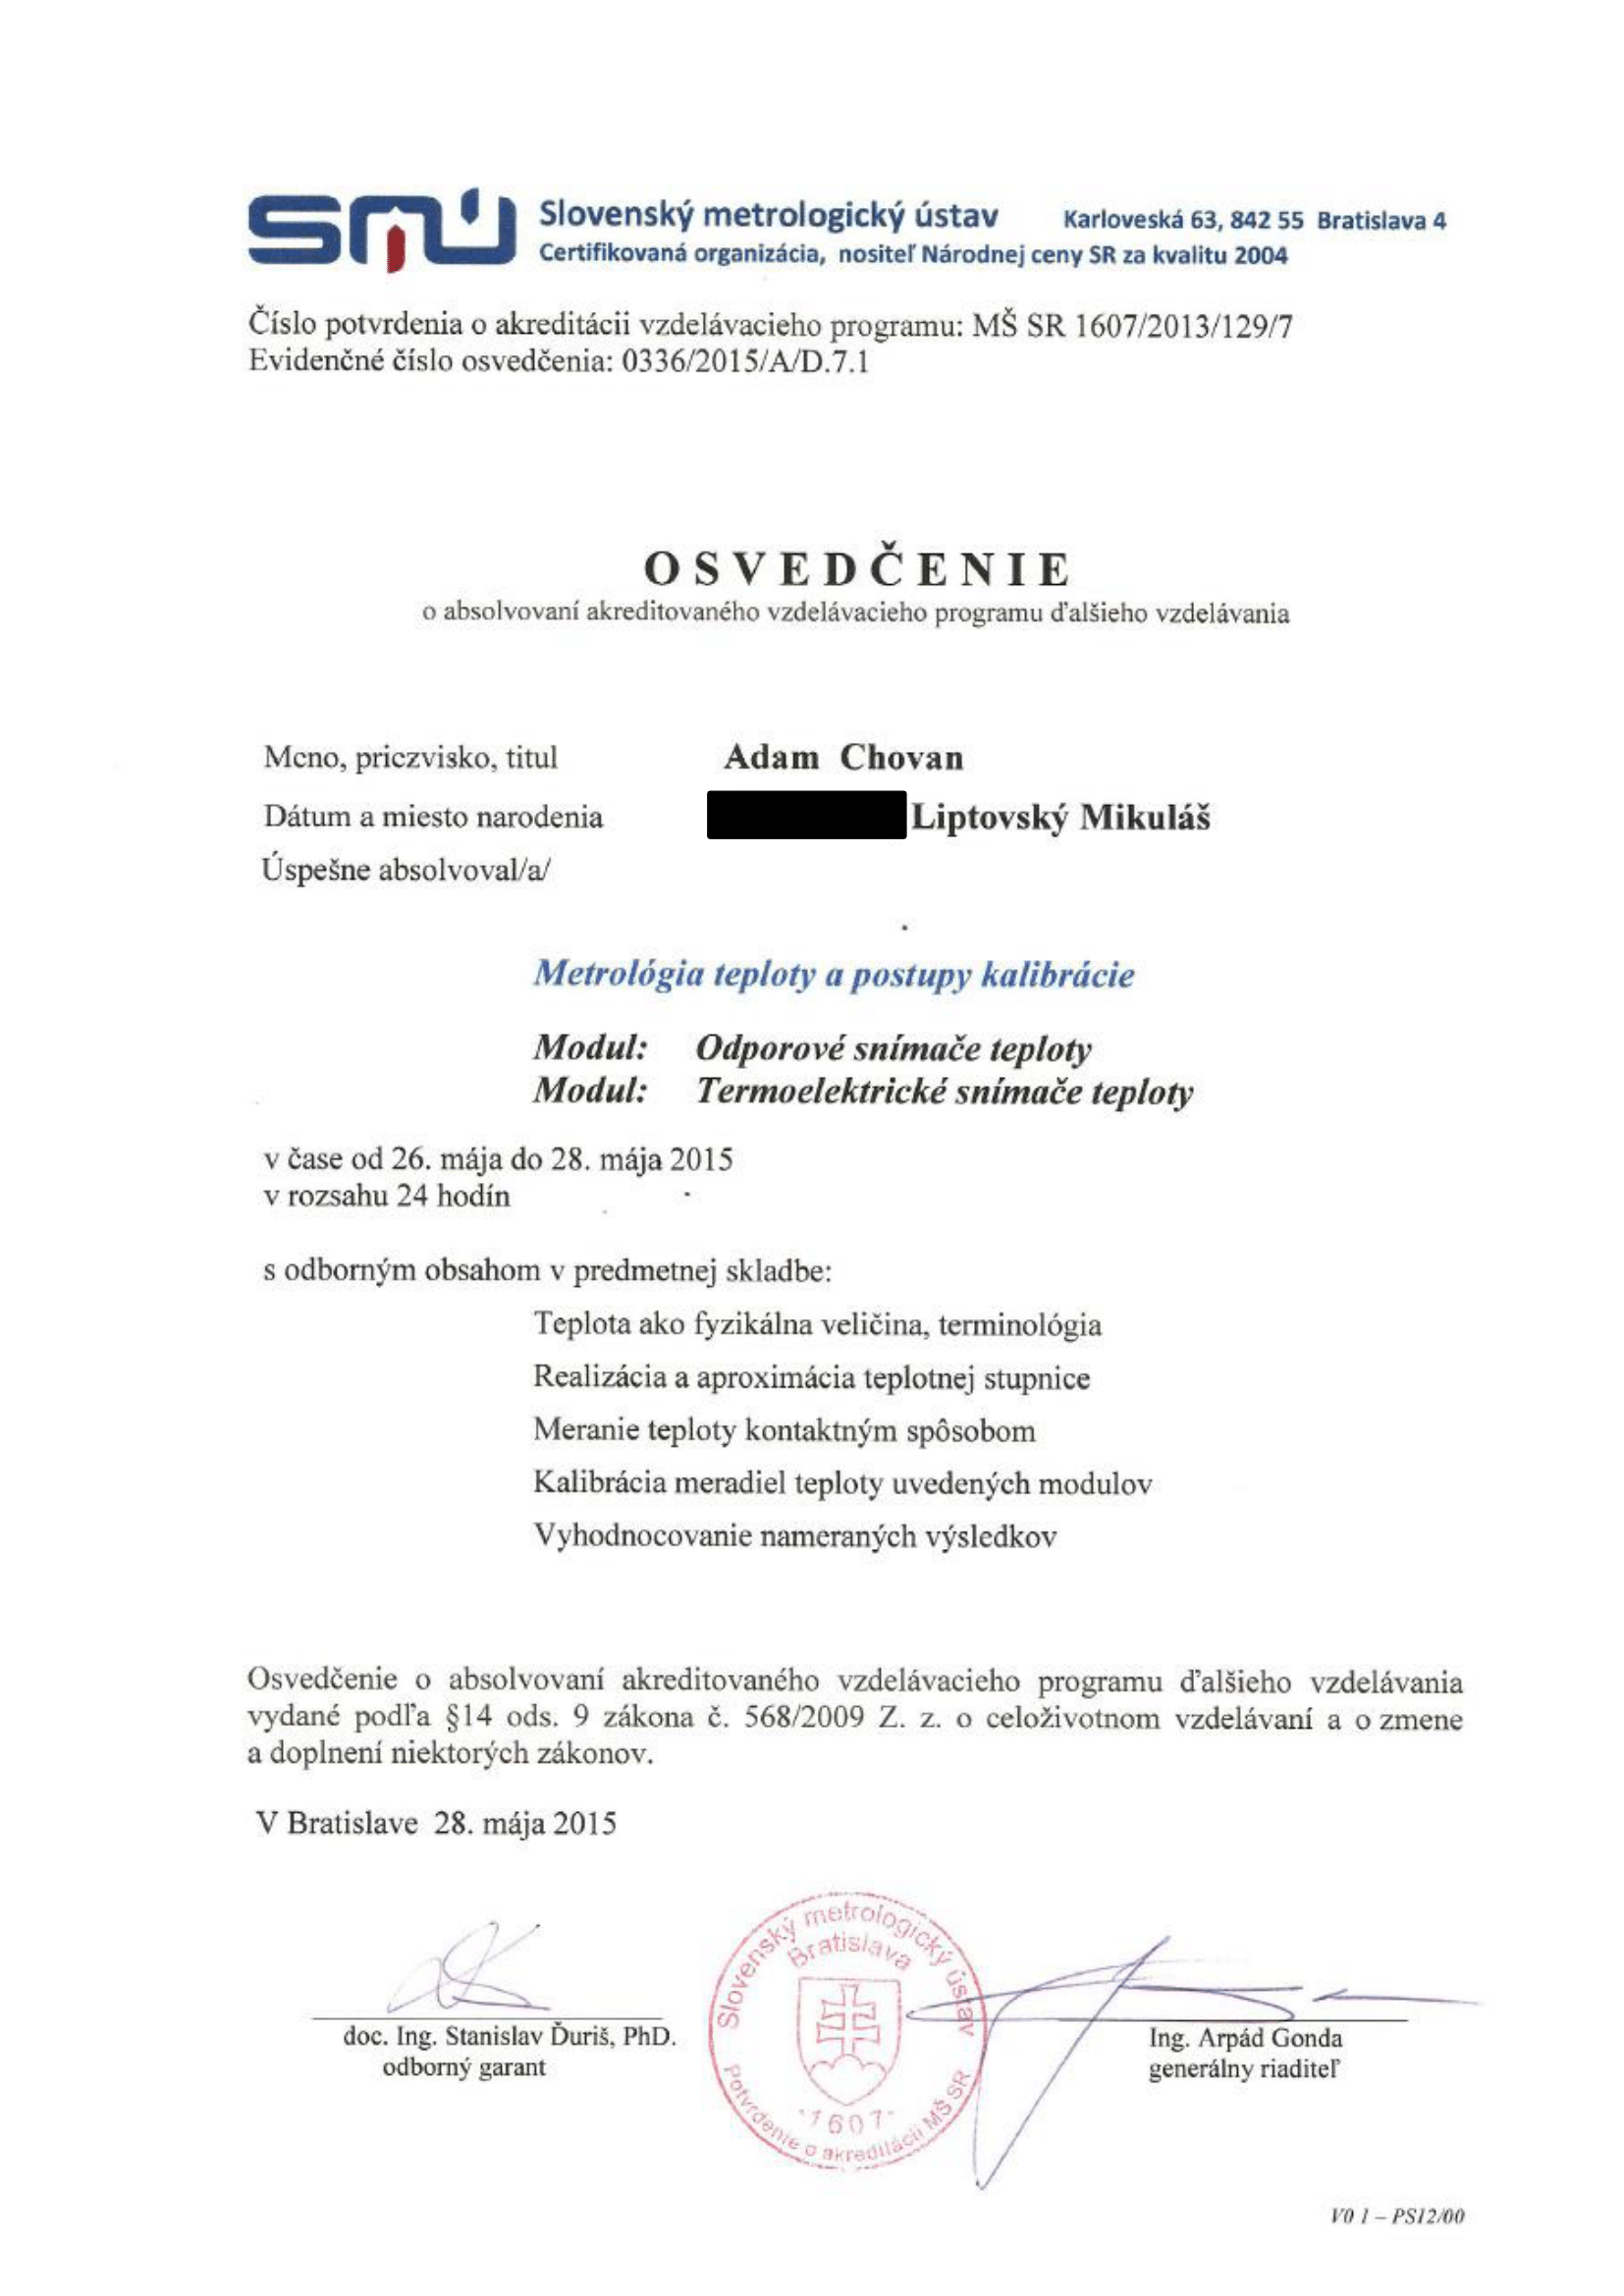 smú Slovenský metrologický ústav Karloveská 63, 842 55 Bratislava 4
Certifikovaná organizácia, nositeľ Národnej ceny SR za kvalitu 2004
Číslo potvrdenia o akreditácii vzdelávacieho programu: MŠ SR 1607/2013/129/7
Evidenčné číslo osvedčenia: 0336/2015/A/D.7.1
OSVEDČENIE
o absolvovaní akreditovaného vzdelávacieho programu ďalšieho vzdelávania
Meno, priezvisko, titul Adam Chovan
Dátum a miesto narodenia Liptovský Mikuláš
Úspešne absolvoval/a/
Metrológia teploty a postupy kalibrácie
Modul: Odporové snímače teploty
Modul: Termoelektrické snímače teploty
v čase od 26. mája do 28. mája 2015
v rozsahu 24 hodín
s odborným obsahom v predmetnej skladbe:
Teplota ako fyzikálna veličina, terminológia
Realizácia a aproximácia teplotnej stupnice
Meranie teploty kontaktným spôsobom
Kalibrácia meradiel teploty uvedených modulov
Vyhodnocovanie nameraných výsledkov
Osvedčenie o absolvovaní akreditovaného vzdelávacieho programu ďalšieho vzdelávania
vydané podľa §14 ods. 9 zákona č. 568/2009 Z. z. o celoživotnom vzdelávaní a o zmene
a doplnení niektorých zákonov.
V Bratislave 28. mája 2015
Slovenský metrologický ústav
Bratislava
1607
Potvrdenie o akreditácii MŠ SR
doc. Ing. Stanislav Ďuriš, PhD.
odborný garant
Ing. Arpád Gonda
generálny riaditeľ
V0 1 – PS12/00